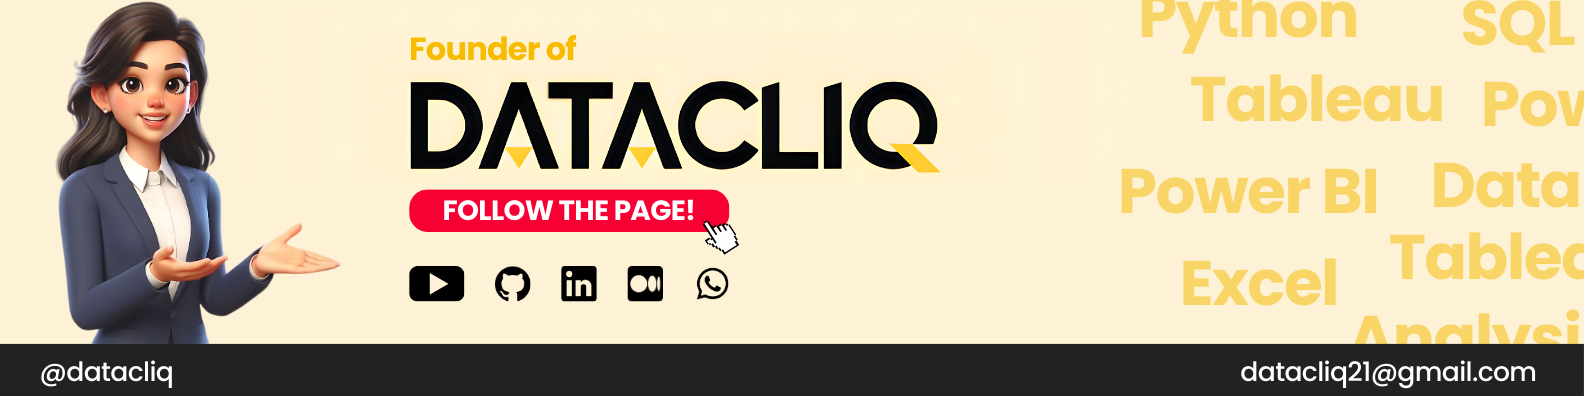 Founder of
DATACLIQ
FOLLOW THE PAGE!
in
Python SQL
Tableau Pow
Power BI Data
Excel Tablea
Analysi
@datacliq
datacliq21@gmail.com